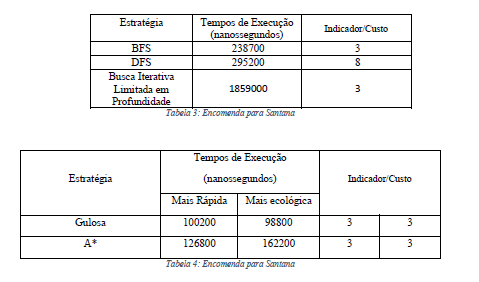 Estratégia Tempos de Execução Indicador/Custo
(nanossegundos)
BFS 238700 3
DFS 295200 8
Busca Iterativa
Limitada em 1859000 3
Profundidade
Tabela 3: Encomenda para Santana
Tempos de Execução
Estratégia (nanossegundos) Indicador/Custo
Mais Rápida Mais ecológica
Gulosa 100200 98800 3 3
A* 126800 162200 3 3
Tabela 4: Encomenda para Santana